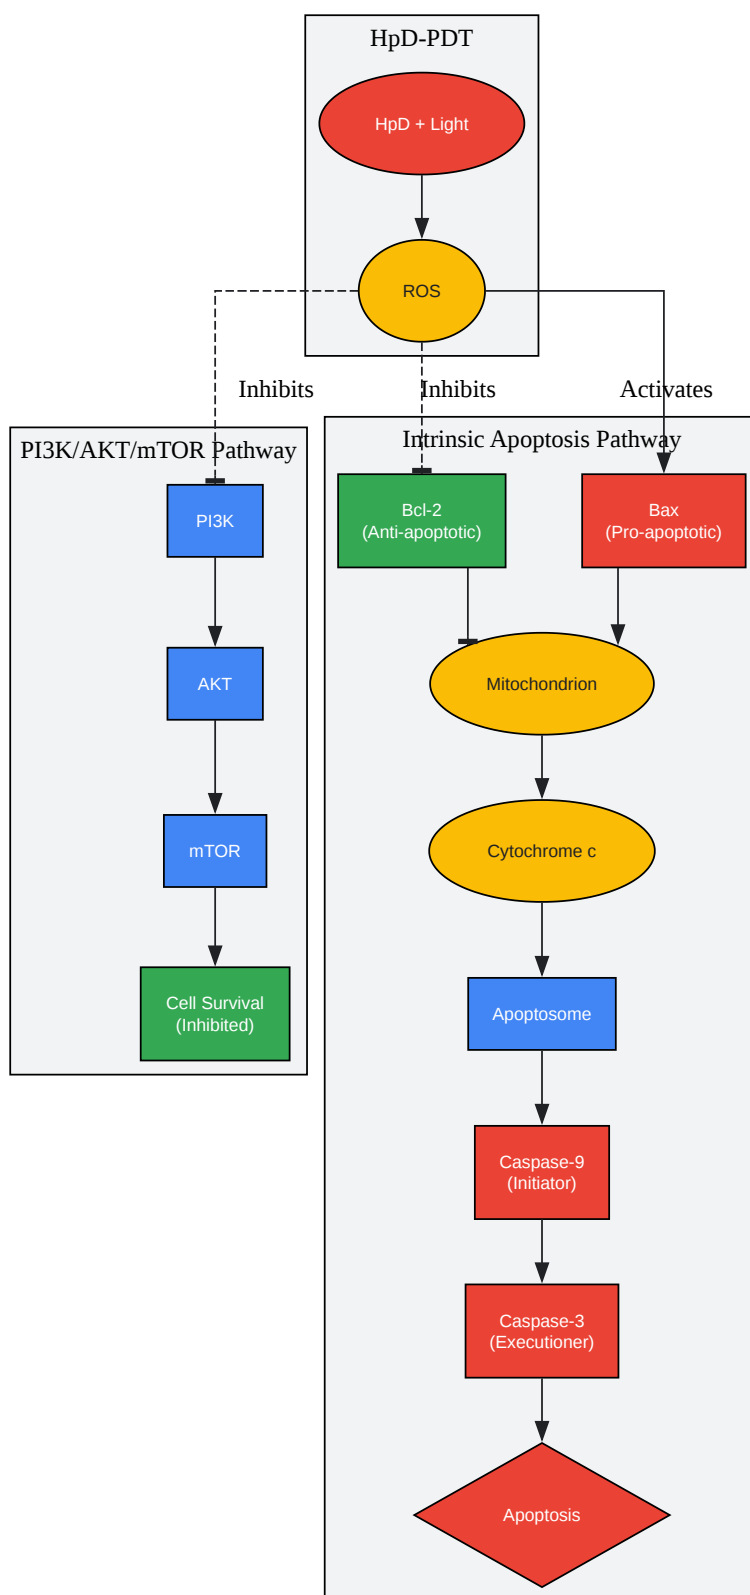 HpD-PDT
HpD + Light
ROS
Inhibits
Inhibits
Activates
PI3K/AKT/mTOR Pathway
PI3K
AKT
mTOR
Cell Survival
(Inhibited)
Intrinsic Apoptosis Pathway
Bcl-2
(Anti-apoptotic)
Bax
(Pro-apoptotic)
Mitochondrion
Cytochrome c
Apoptosome
Caspase-9
(Initiator)
Caspase-3
(Executioner)
Apoptosis